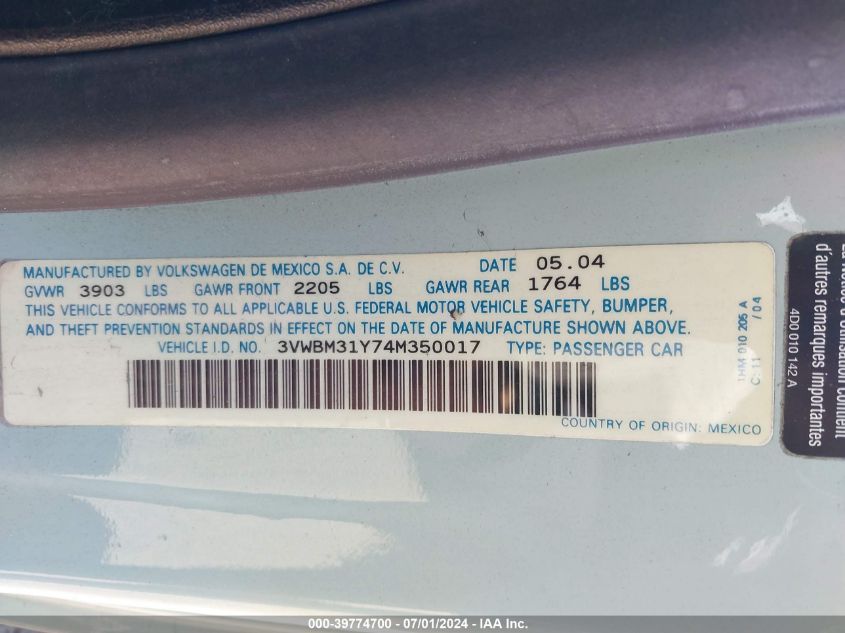 MANUFACTURED BY VOLKSWAGEN DE MEXICO S.A. DE C.V. DATE 05.04
GVWR 3903 LBS GAWR FRONT 2205 LBS GAWR REAR 1764 LBS
THIS VEHICLE CONFORMS TO ALL APPLICABLE U.S. FEDERAL MOTOR VEHICLE SAFETY, BUMPER,
AND THEFT PREVENTION STANDARDS IN EFFECT ON THE DATE OF MANUFACTURE SHOWN ABOVE.
VEHICLE I.D. NO. 3VWBM31Y74M350017 TYPE: PASSENGER CAR
COUNTRY OF ORIGIN: MEXICO
1HM 010 205 A
C:11 /04
d'autres remarques importantes
4D0 010 142 A
000-39774700 - 07/01/2024 - IAA Inc.